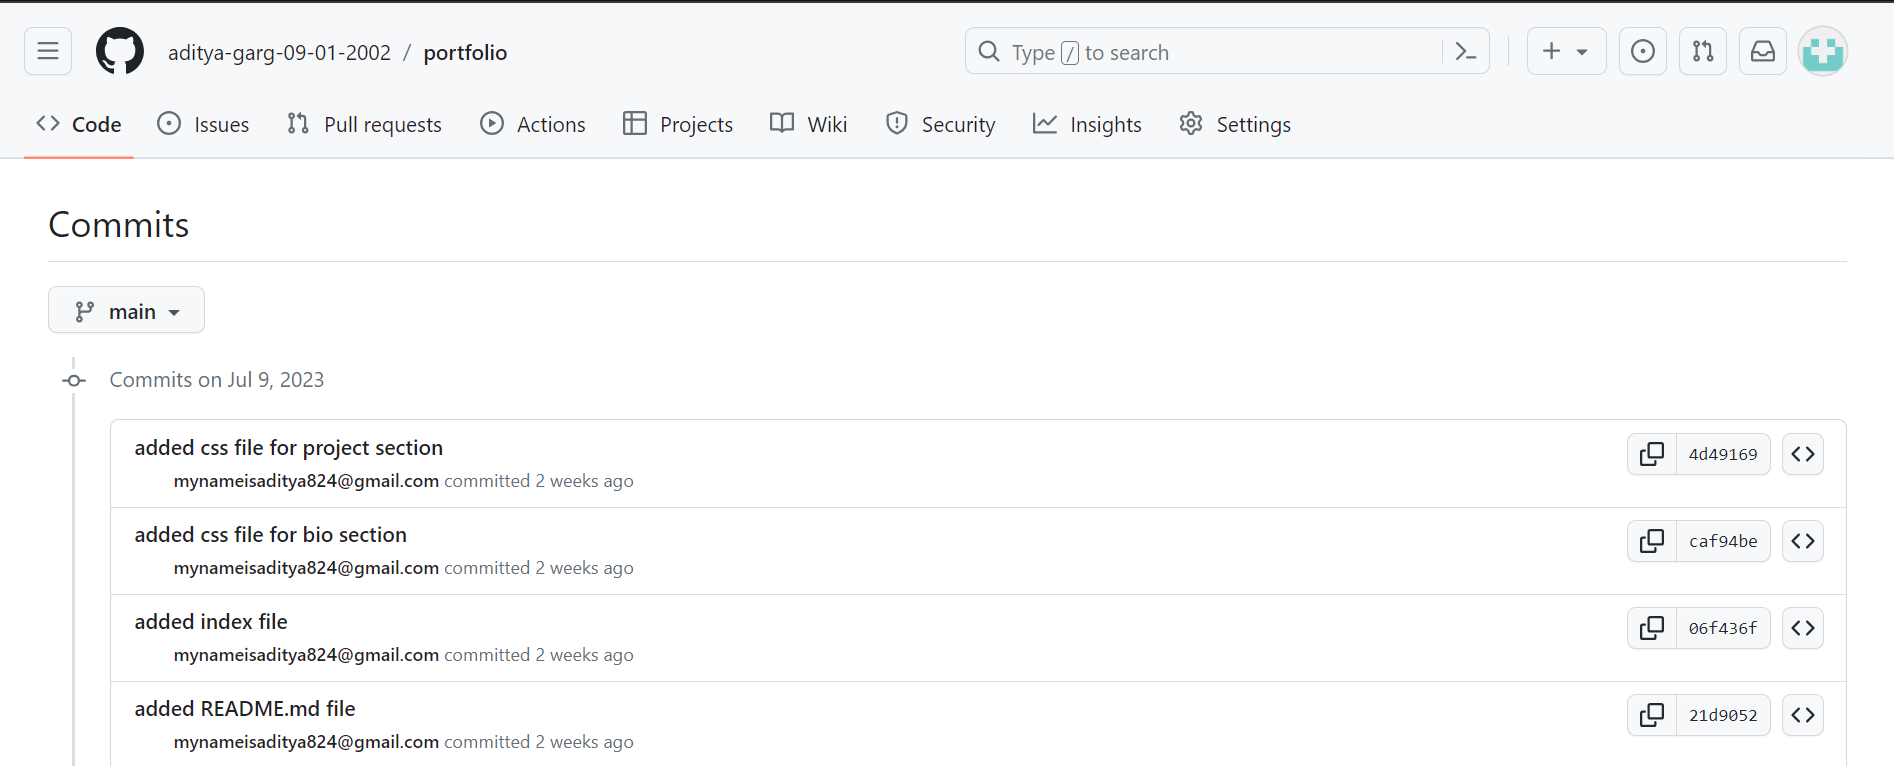 aditya-garg-09-01-2002 / portfolio
Type / to search
Code Issues Pull requests Actions Projects Wiki Security Insights Settings
Commits
main
Commits on Jul 9, 2023
added css file for project section
mynameisaditya824@gmail.com committed 2 weeks ago
4d49169
added css file for bio section
mynameisaditya824@gmail.com committed 2 weeks ago
caf94be
added index file
mynameisaditya824@gmail.com committed 2 weeks ago
06f436f
added README.md file
mynameisaditya824@gmail.com committed 2 weeks ago
21d9052